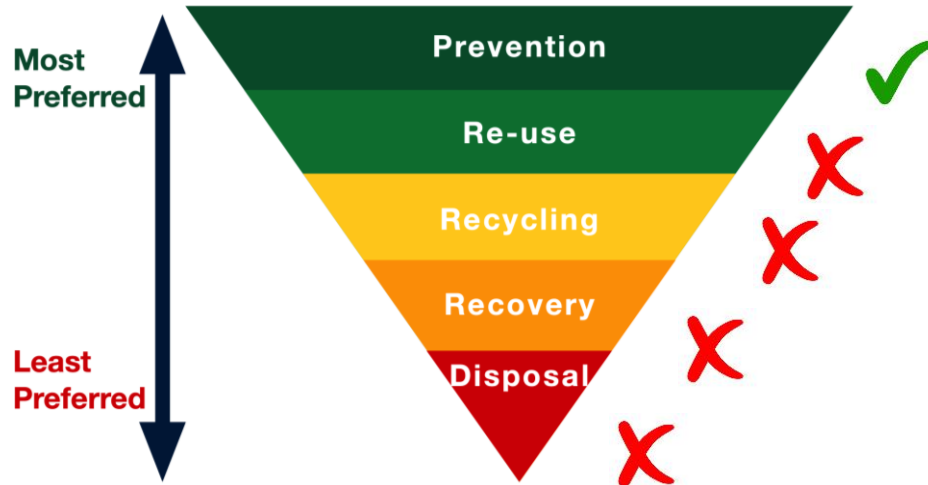 Most
Preferred
Prevention
Re-use
Recycling
Recovery
Disposal
Least
Preferred